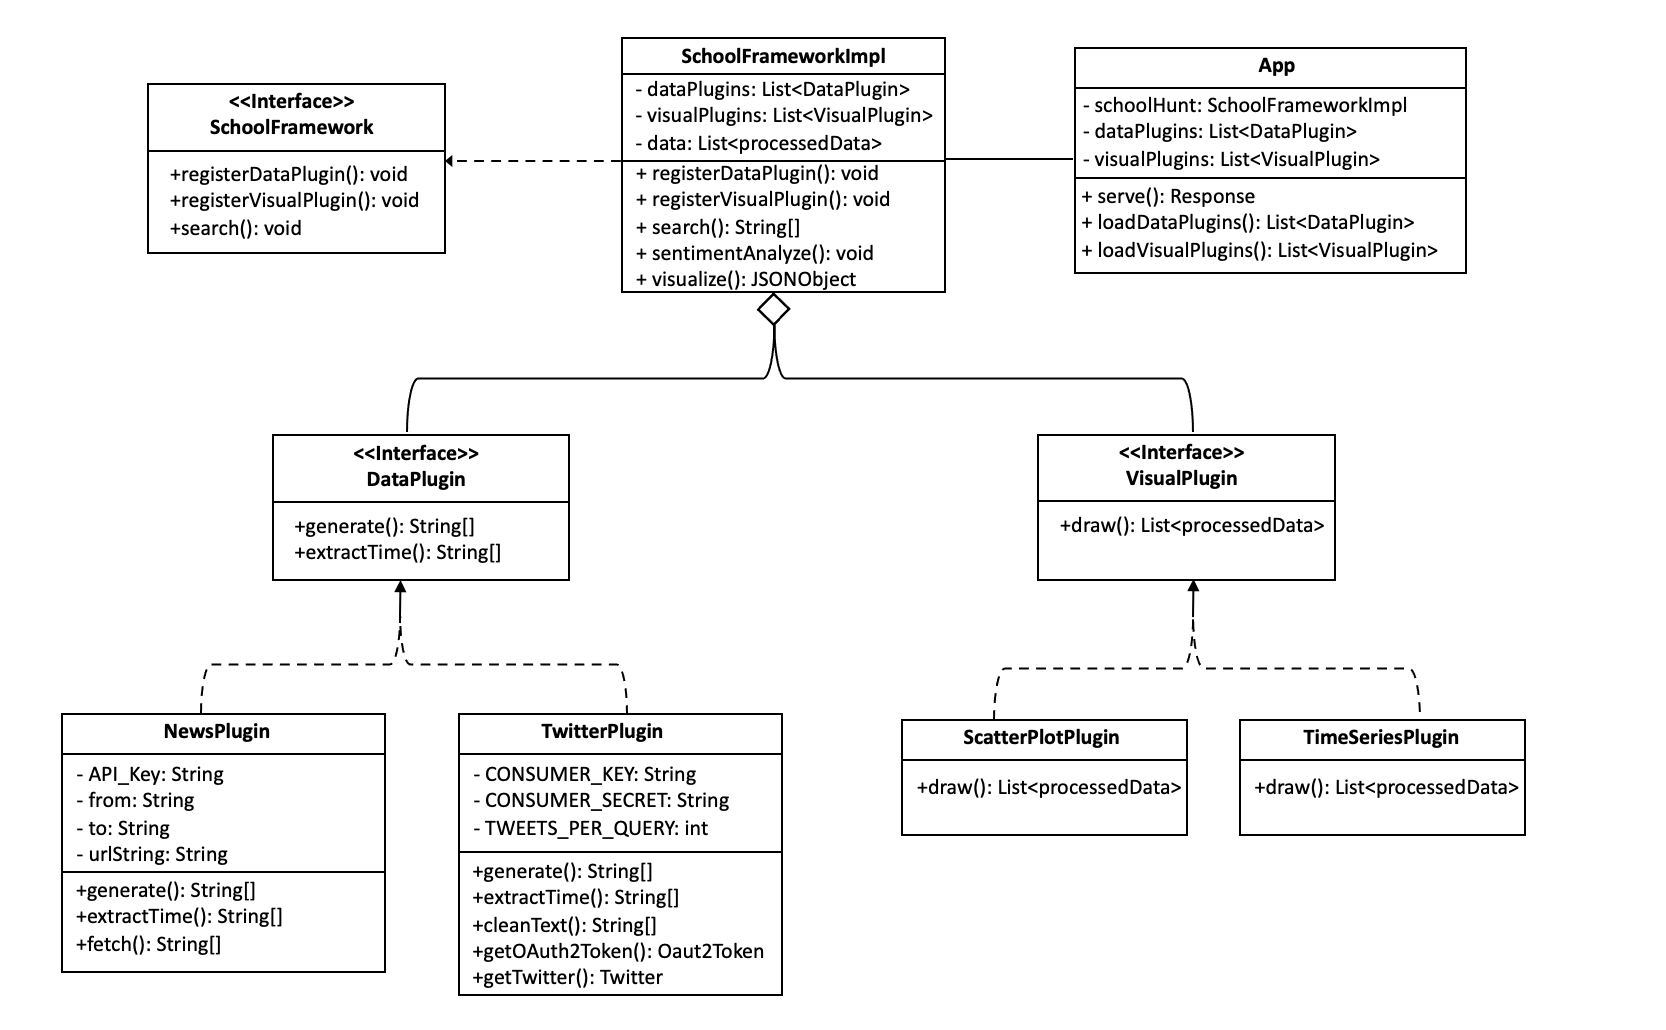 <<Interface>>
SchoolFramework
+registerDataPlugin(): void
+registerVisualPlugin(): void
+search(): void
SchoolFrameworkImpl
- dataPlugins: List<DataPlugin>
- visualPlugins: List<VisualPlugin>
- data: List<processedData>
+ registerDataPlugin(): void
+ registerVisualPlugin(): void
+ search(): String[]
+ sentimentAnalyze(): void
+ visualize(): JSONObject
App
- schoolHunt: SchoolFrameworkImpl
- dataPlugins: List<DataPlugin>
- visualPlugins: List<VisualPlugin>
+ serve(): Response
+ loadDataPlugins(): List<DataPlugin>
+ loadVisualPlugins(): List<VisualPlugin>
<<Interface>>
DataPlugin
+generate(): String[]
+extractTime(): String[]
<<Interface>>
VisualPlugin
+draw(): List<processedData>
NewsPlugin
- API_Key: String
- from: String
- to: String
- urlString: String
+generate(): String[]
+extractTime(): String[]
+fetch(): String[]
TwitterPlugin
- CONSUMER_KEY: String
- CONSUMER_SECRET: String
- TWEETS_PER_QUERY: int
+generate(): String[]
+extractTime(): String[]
+cleanText(): String[]
+getOAuth2Token(): Oaut2Token
+getTwitter(): Twitter
ScatterPlotPlugin
+draw(): List<processedData>
TimeSeriesPlugin
+draw(): List<processedData>